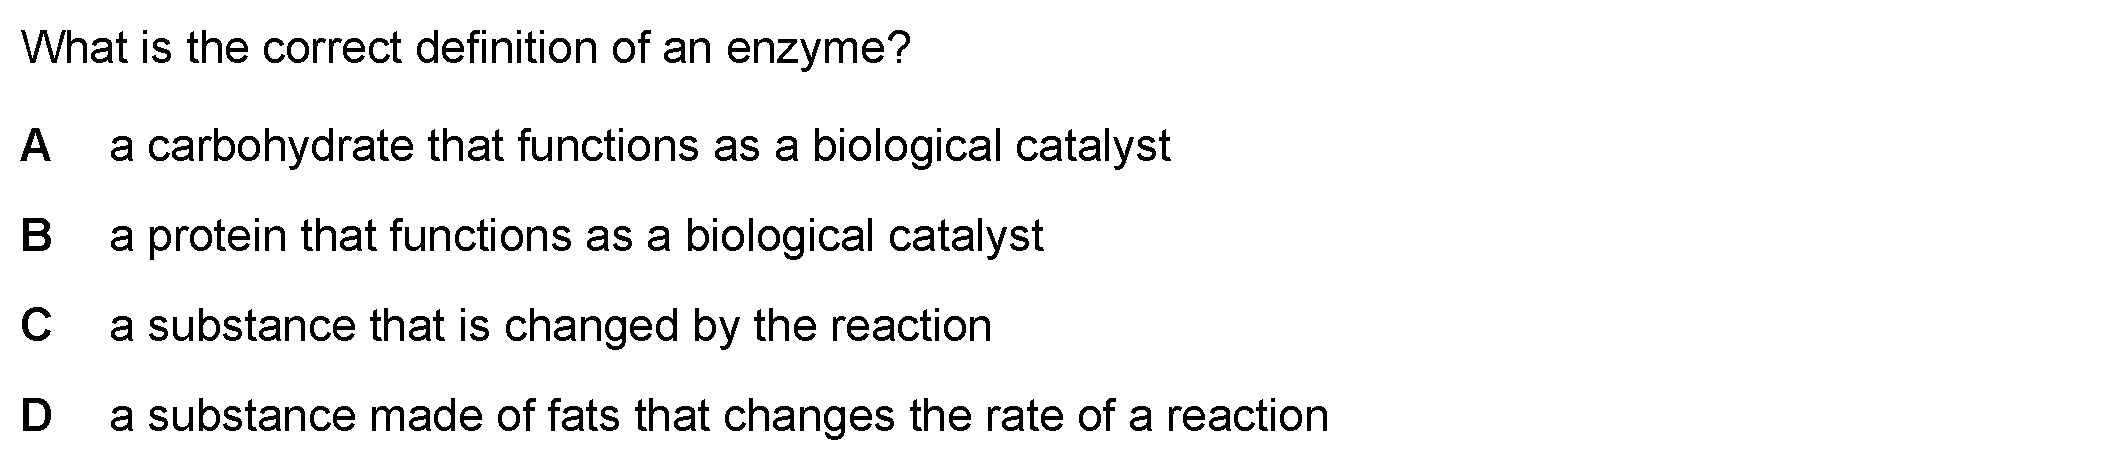 What is the correct definition of an enzyme?
A a carbohydrate that functions as a biological catalyst
B a protein that functions as a biological catalyst
C a substance that is changed by the reaction
D a substance made of fats that changes the rate of a reaction